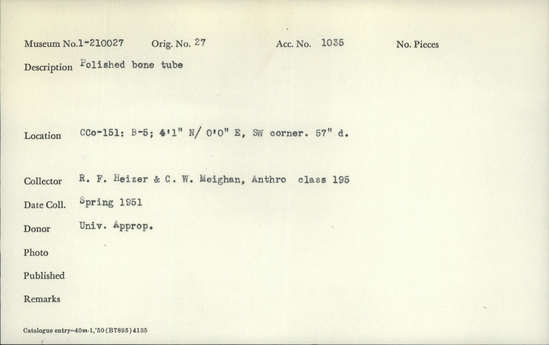 Museum No. 1-210027 Orig. No. 27 Acc. No. 1035 No. Pieces
Description Polished bone tube
Location CCo-151: B-5; 4'1" N/ 0'0" E, SW corner. 57" d.
Collector R. F. Heizer & C. W. Meighan, Anthro class 195
Date Coll. Spring 1951
Donor Univ. Approp.
Photo
Published
Remarks
Catalogue entry—40m-1,'50 (B7895) 4135